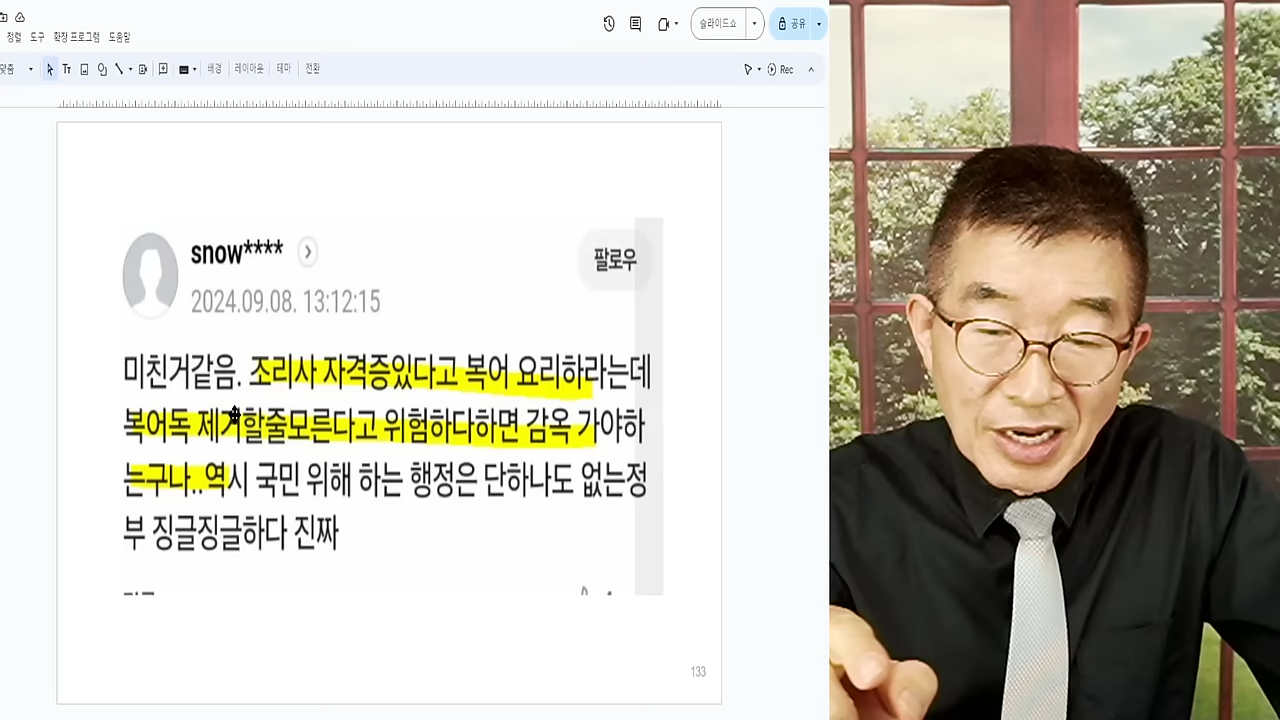 정렬 도구 확장 프로그램 도움말
슬라이드쇼
공유
맞춤
Tт
배경 레이아웃 테마 전환
Rec
snow****
팔로우
2024.09.08. 13:12:15
미친거같음. 조리사 자격증있다고 복어 요리하라는데
복어독 제거할줄모른다고 위험하다하면 감옥 가야하
는구나..역시 국민 위해 하는 행정은 단하나도 없는정
부 징글징글하다 진짜
133